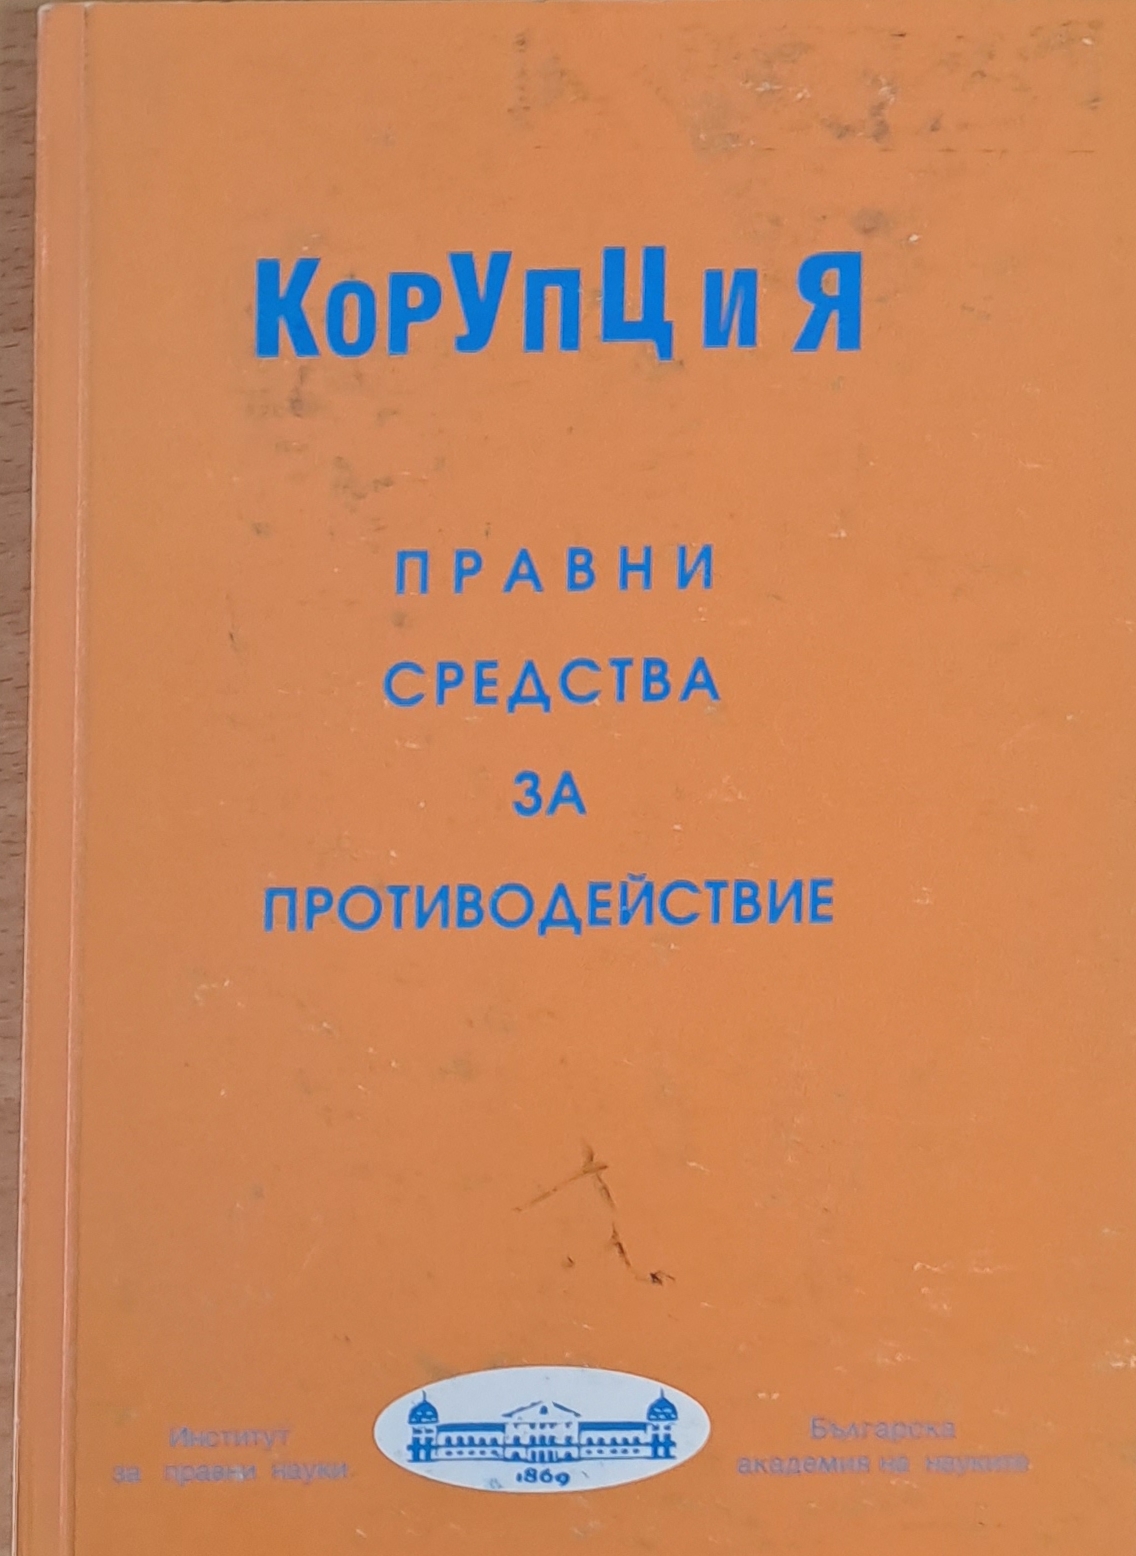 КорУпЦиЯ
ПРАВНИ
СРЕДСТВА
ЗА
ПРОТИВОДЕЙСТВИЕ
Институт
за правни науки
1869
Българска
академия на науките